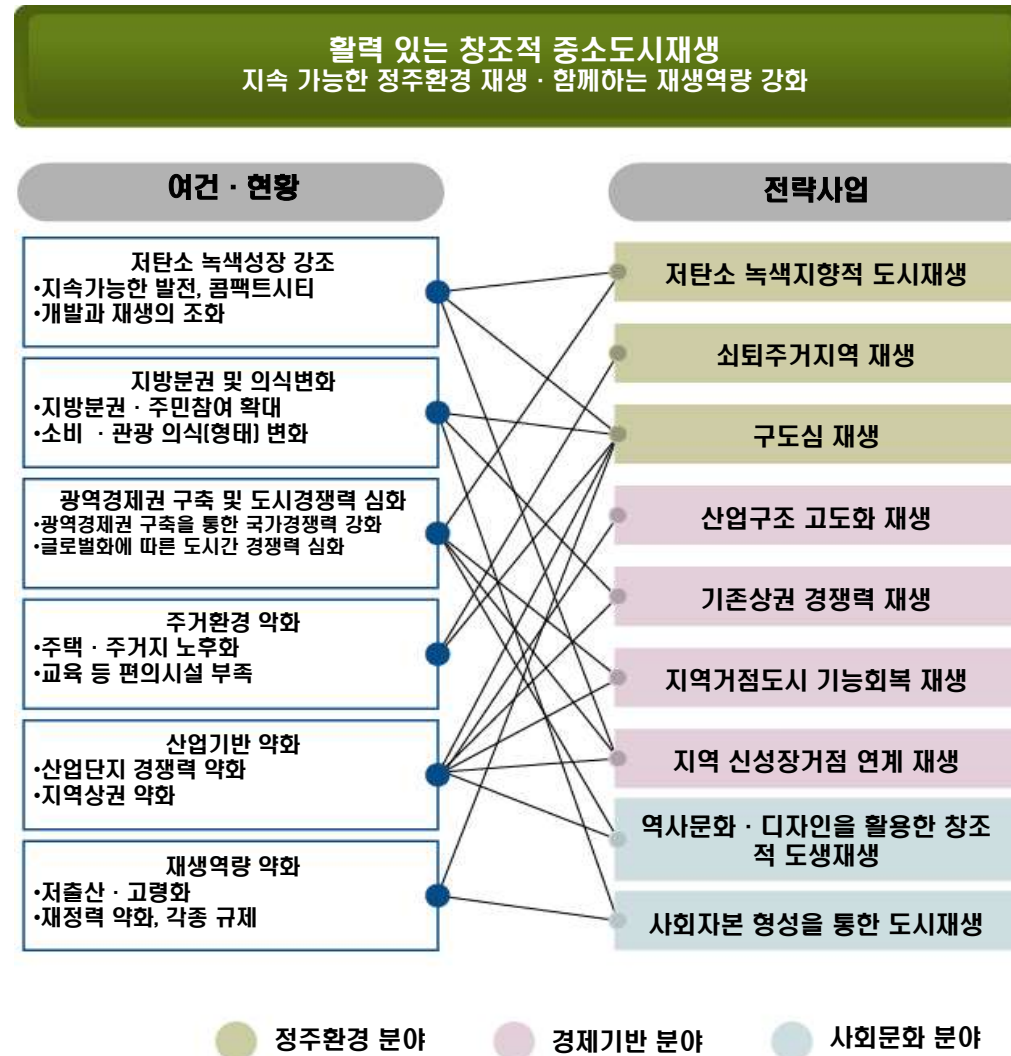 활력 있는 창조적 중소도시재생
지속 가능한 정주환경 재생 · 함께하는 재생역량 강화
여건 · 현황
저탄소 녹색성장 강조
•지속가능한 발전, 콤팩트시티
•개발과 재생의 조화
지방분권 및 의식변화
•지방분권 · 주민참여 확대
•소비 · 관광 의식(형태) 변화
광역경제권 구축 및 도시경쟁력 심화
•광역경제권 구축을 통한 국가경쟁력 강화
•글로벌화에 따른 도시간 경쟁력 심화
주거환경 악화
•주택 · 주거지 노후화
•교육 등 편의시설 부족
산업기반 약화
•산업단지 경쟁력 약화
•지역상권 약화
재생역량 약화
•저출산 · 고령화
•재정력 약화, 각종 규제
전략사업
저탄소 녹색지향적 도시재생
쇠퇴주거지역 재생
구도심 재생
산업구조 고도화 재생
기존상권 경쟁력 재생
지역거점도시 기능회복 재생
지역 신성장거점 연계 재생
역사문화 · 디자인을 활용한 창조
적 도생재생
사회자본 형성을 통한 도시재생
정주환경 분야
경제기반 분야
사회문화 분야